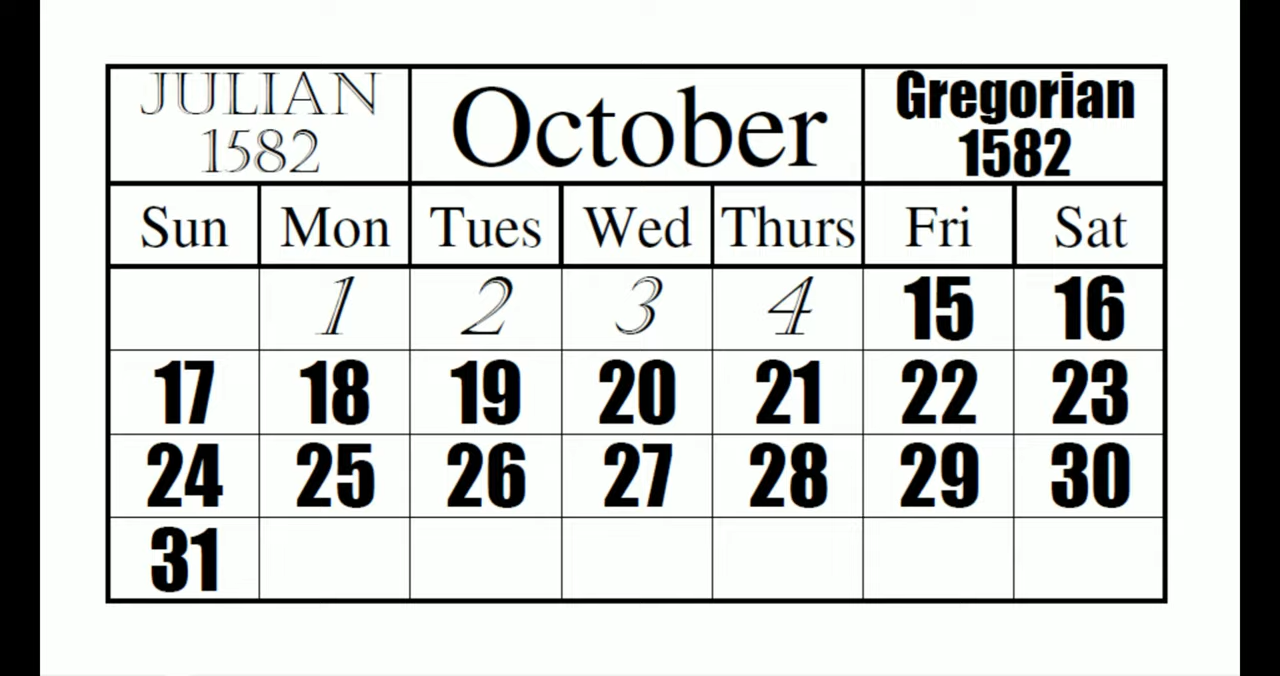 JULIAN
1582
October
Gregorian
1582
Sun Mon Tues Wed Thurs Fri Sat
1 2 3 4 15 16
17 18 19 20 21 22 23
24 25 26 27 28 29 30
31